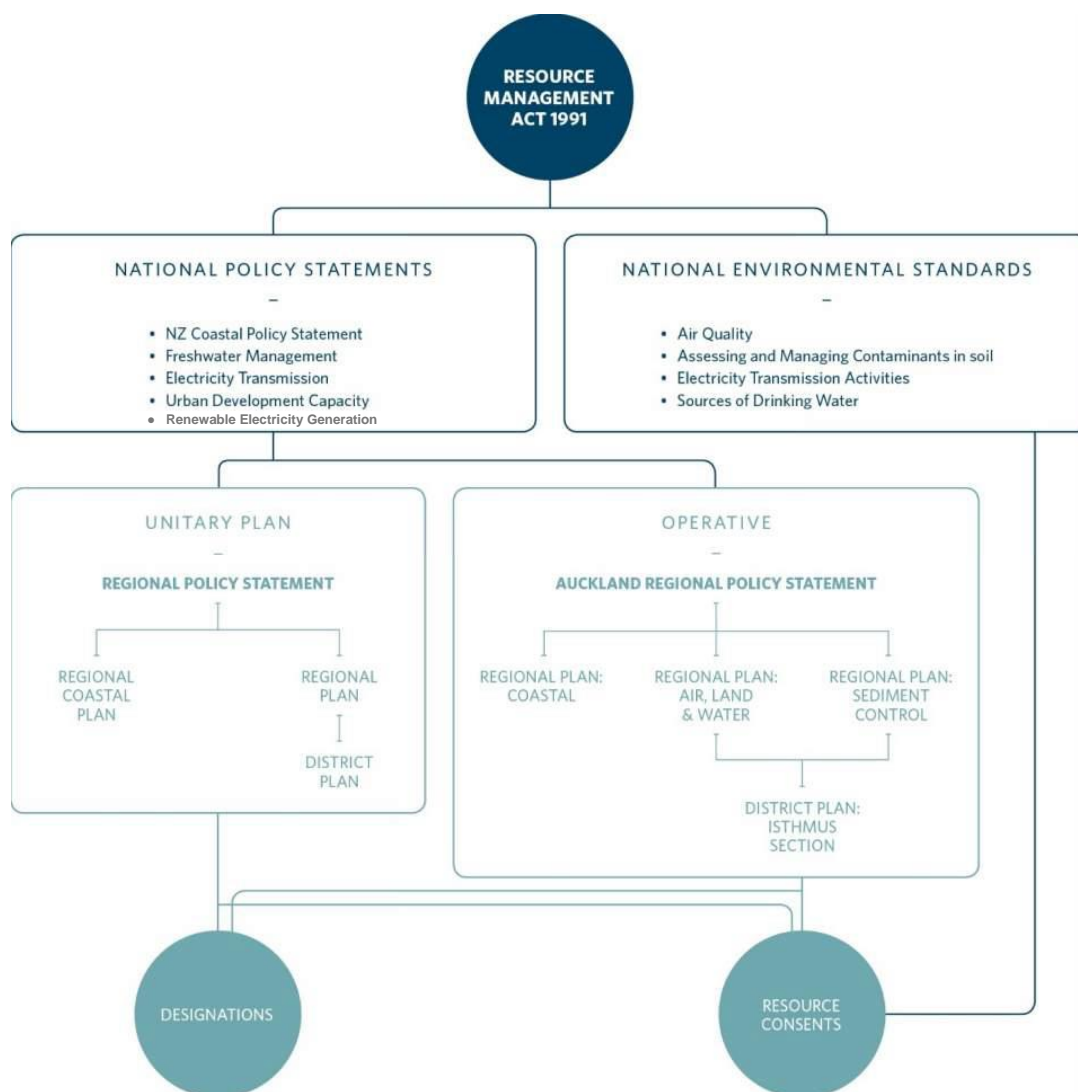 RESOURCE
MANAGEMENT
ACT 1991
NATIONAL POLICY STATEMENTS
–
• NZ Coastal Policy Statement
• Freshwater Management
• Electricity Transmission
• Urban Development Capacity
• Renewable Electricity Generation
NATIONAL ENVIRONMENTAL STANDARDS
–
• Air Quality
• Assessing and Managing Contaminants in soil
• Electricity Transmission Activities
• Sources of Drinking Water
UNITARY PLAN
–
REGIONAL POLICY STATEMENT
REGIONAL
COASTAL
PLAN
REGIONAL
PLAN
DISTRICT
PLAN
OPERATIVE
–
AUCKLAND REGIONAL POLICY STATEMENT
REGIONAL PLAN:
COASTAL
REGIONAL PLAN:
AIR, LAND
& WATER
REGIONAL PLAN:
SEDIMENT
CONTROL
DISTRICT PLAN:
ISTHMUS
SECTION
DESIGNATIONS
RESOURCE
CONSENTS